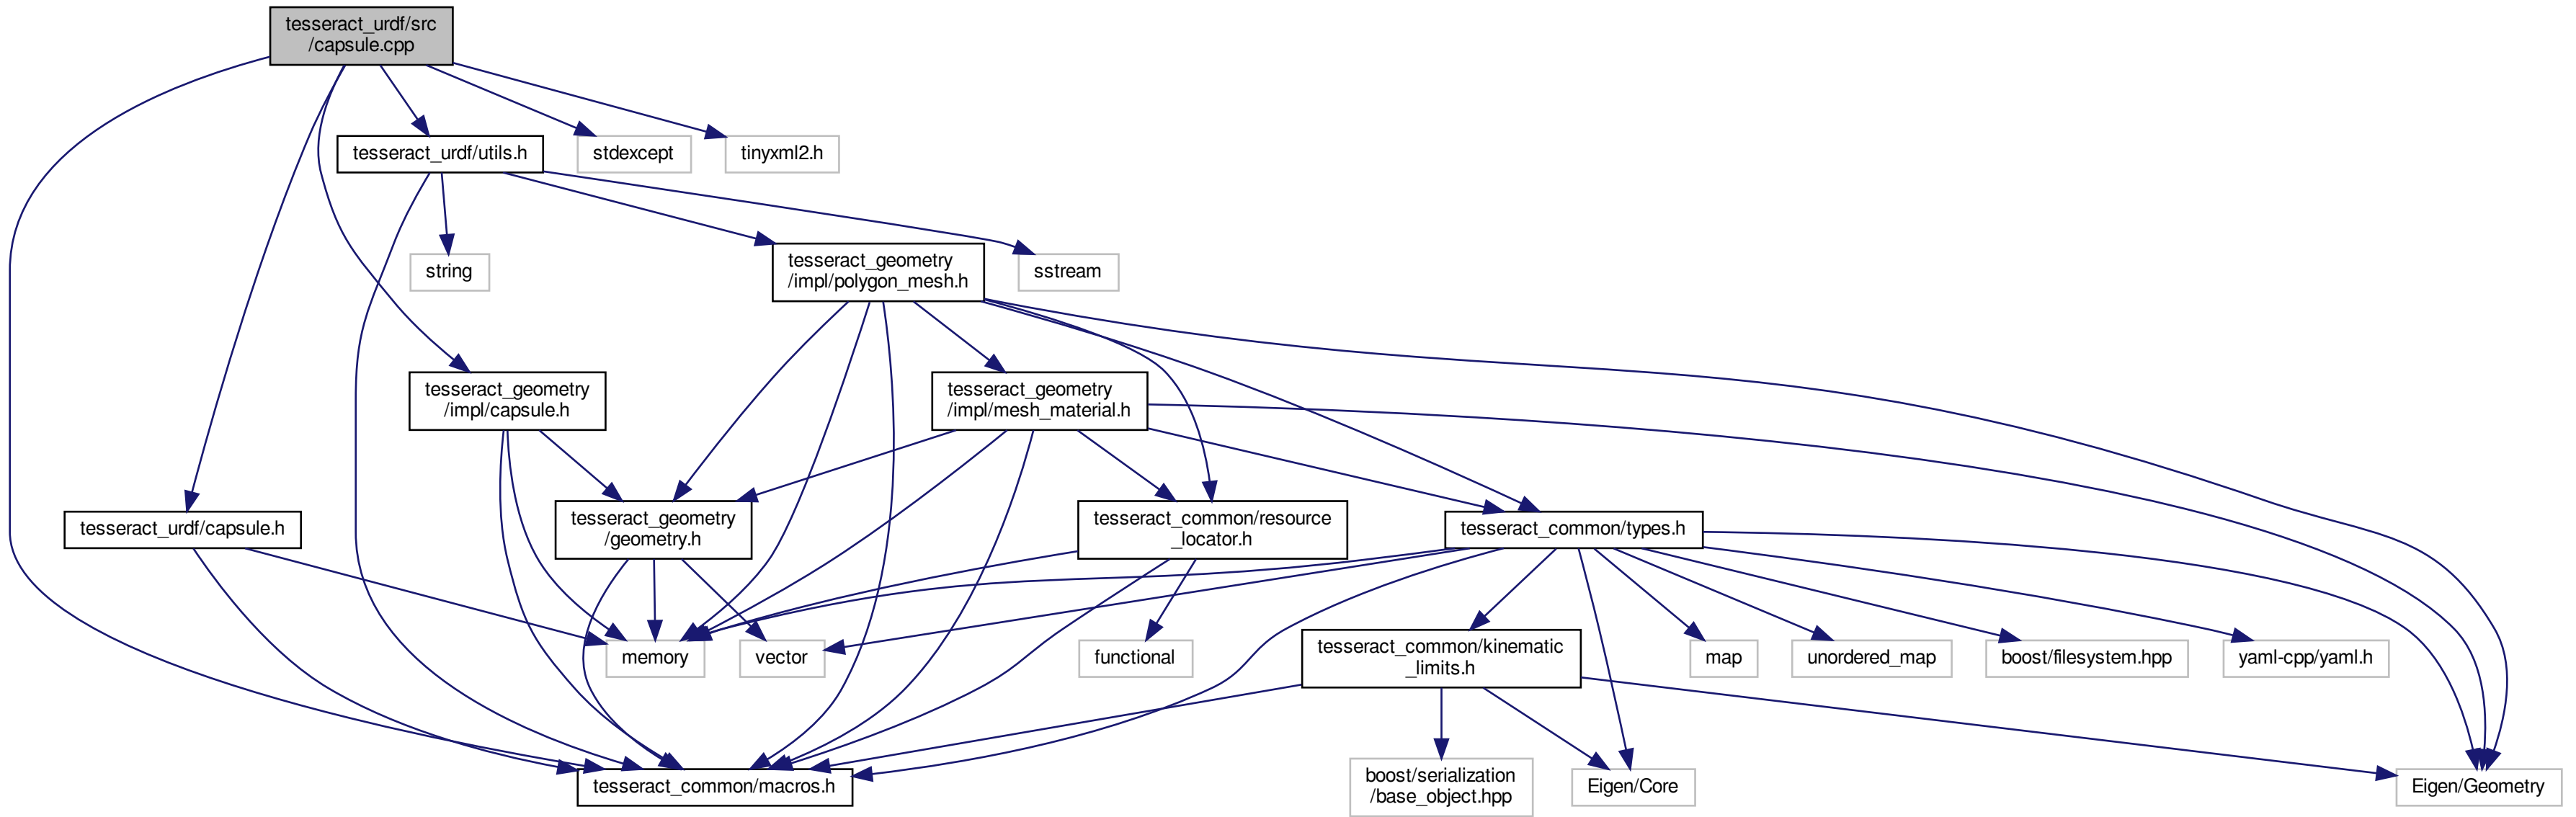 tesseract_urdf/src
/capsule.cpp
tesseract_urdf/utils.h
stdexcept
tinyxml2.h
string
tesseract_geometry
/impl/polygon_mesh.h
sstream
tesseract_geometry
/impl/capsule.h
tesseract_geometry
/impl/mesh_material.h
tesseract_urdf/capsule.h
tesseract_geometry
/geometry.h
tesseract_common/resource
_locator.h
tesseract_common/types.h
memory
vector
functional
tesseract_common/kinematic
_limits.h
map
unordered_map
boost/filesystem.hpp
yaml-cpp/yaml.h
tesseract_common/macros.h
boost/serialization
/base_object.hpp
Eigen/Core
Eigen/Geometry